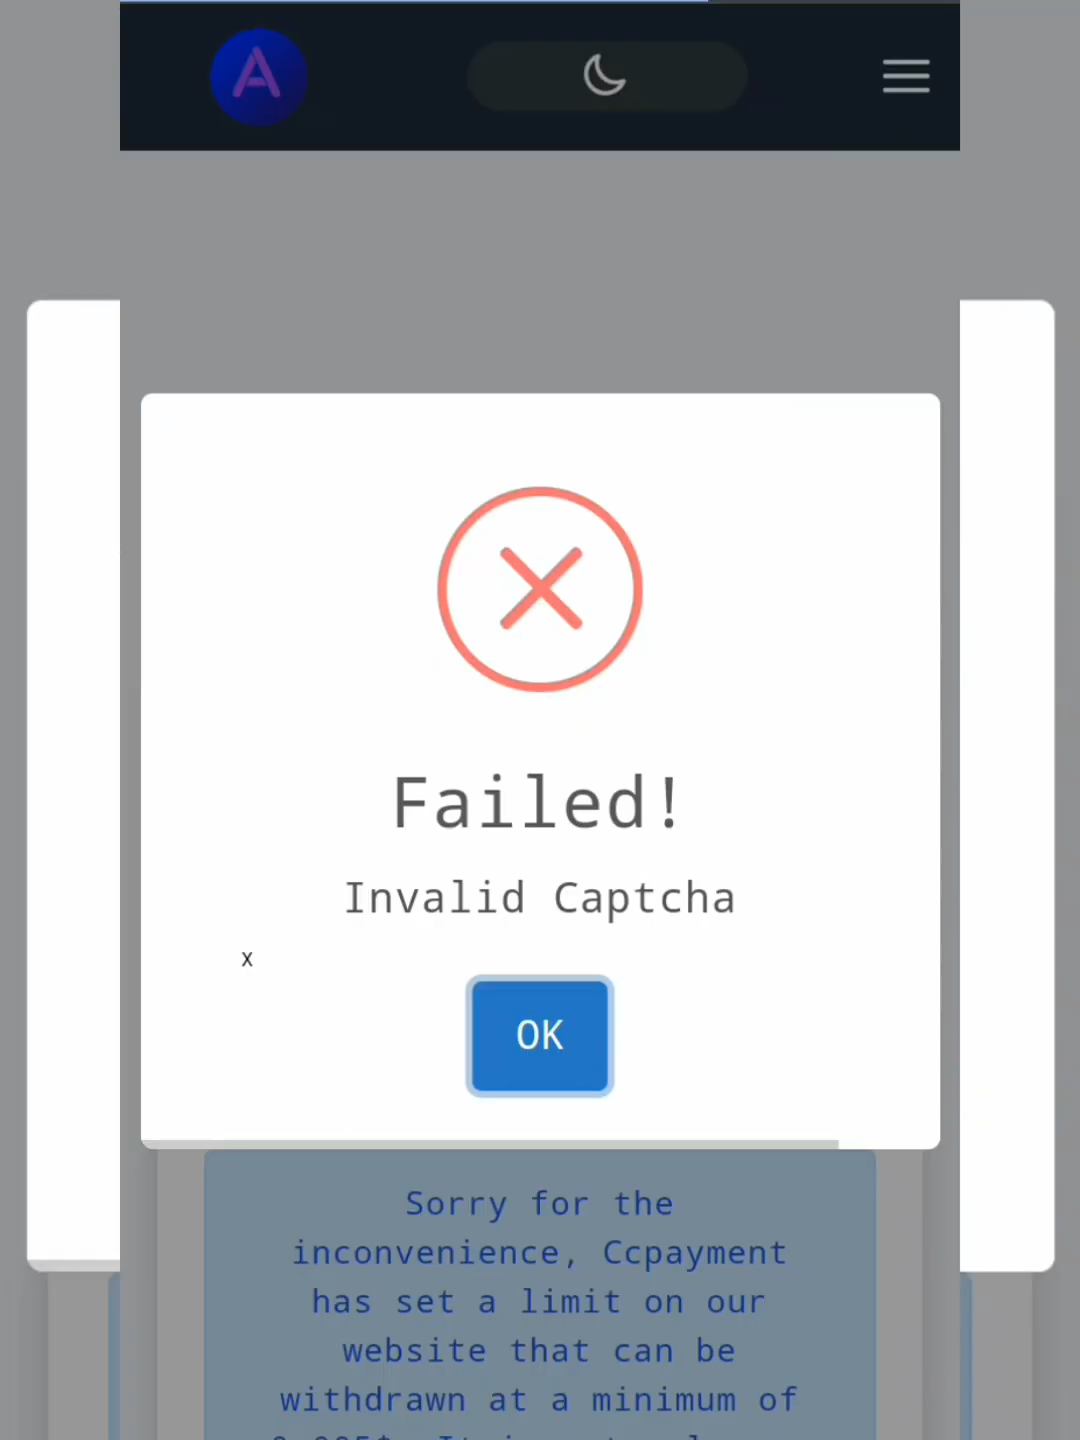 A
Failed!
Invalid Captcha
x
OK
Sorry for the
inconvenience, Ccpayment
has set a limit on our
website that can be
withdrawn at a minimum of